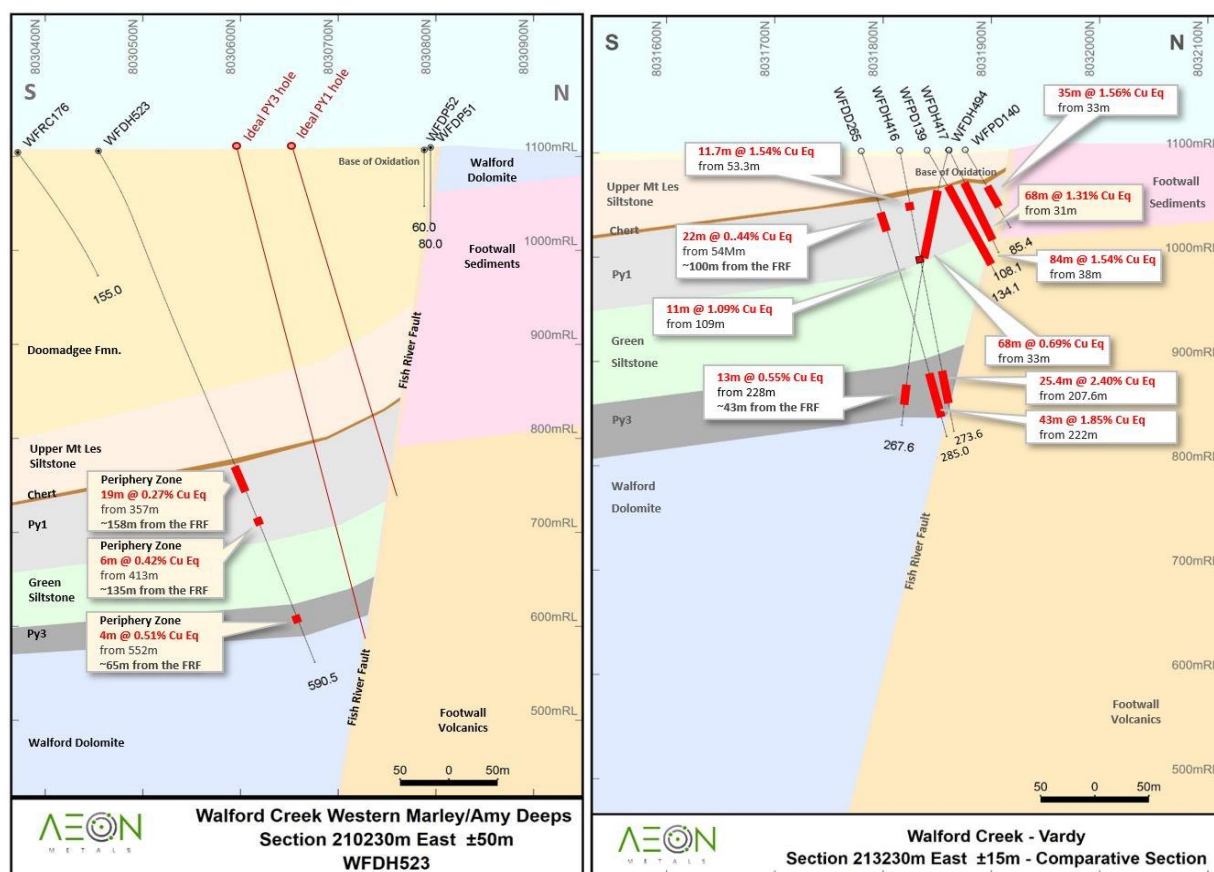 S
8030400N
8030500N
8030600N
8030700N
8030800N
8030900N
N
WFRC176
WFDH523
Ideal PY3 hole
Ideal PY1 hole
WFDP52
WFDP51
1100mRL
Base of Oxidation
Walford
Dolomite
60.0
80.0
1000mRL
Footwall
Sediments
155.0
900mRL
Doomadgee Fmn.
Fish River Fault
800mRL
Upper Mt Les
Siltstone
Chert
Py1
Periphery Zone
19m @ 0.27% Cu Eq
from 357m
~158m from the FRF
700mRL
Periphery Zone
6m @ 0.42% Cu Eq
from 413m
~135m from the FRF
Green
Siltstone
600mRL
Py3
Periphery Zone
4m @ 0.51% Cu Eq
from 552m
~65m from the FRF
590.5
Fish River Fault
Footwall
Volcanics
500mRL
Walford Dolomite
50 0 50m
AEON
METALS
Walford Creek Western Marley/Amy Deeps
Section 210230m East ±50m
WFDH523
S
8031600N
8031700N
8031800N
8031900N
8032000N
8032100N
N
WFDD265
WFDH416
WFPD139
WFDH417
WFDH494
WFPD140
35m @ 1.56% Cu Eq
from 33m
11.7m @ 1.54% Cu Eq
from 53.3m
1100mRL
Base of Oxidation
Upper Mt Les
Siltstone
Footwall
Sediments
68m @ 1.31% Cu Eq
from 31m
Chert
22m @ 0..44% Cu Eq
from 54Mm
~100m from the FRF
85.4
1000mRL
84m @ 1.54% Cu Eq
from 38m
108.1
134.1
Py1
11m @ 1.09% Cu Eq
from 109m
68m @ 0.69% Cu Eq
from 33m
Green
Siltstone
900mRL
13m @ 0.55% Cu Eq
from 228m
~43m from the FRF
25.4m @ 2.40% Cu Eq
from 207.6m
43m @ 1.85% Cu Eq
from 222m
Py3
267.6
273.6
285.0
800mRL
Walford
Dolomite
700mRL
Fish River Fault
600mRL
Footwall
Volcanics
500mRL
50 0 50m
AEON
METALS
Walford Creek - Vardy
Section 213230m East ±15m - Comparative Section